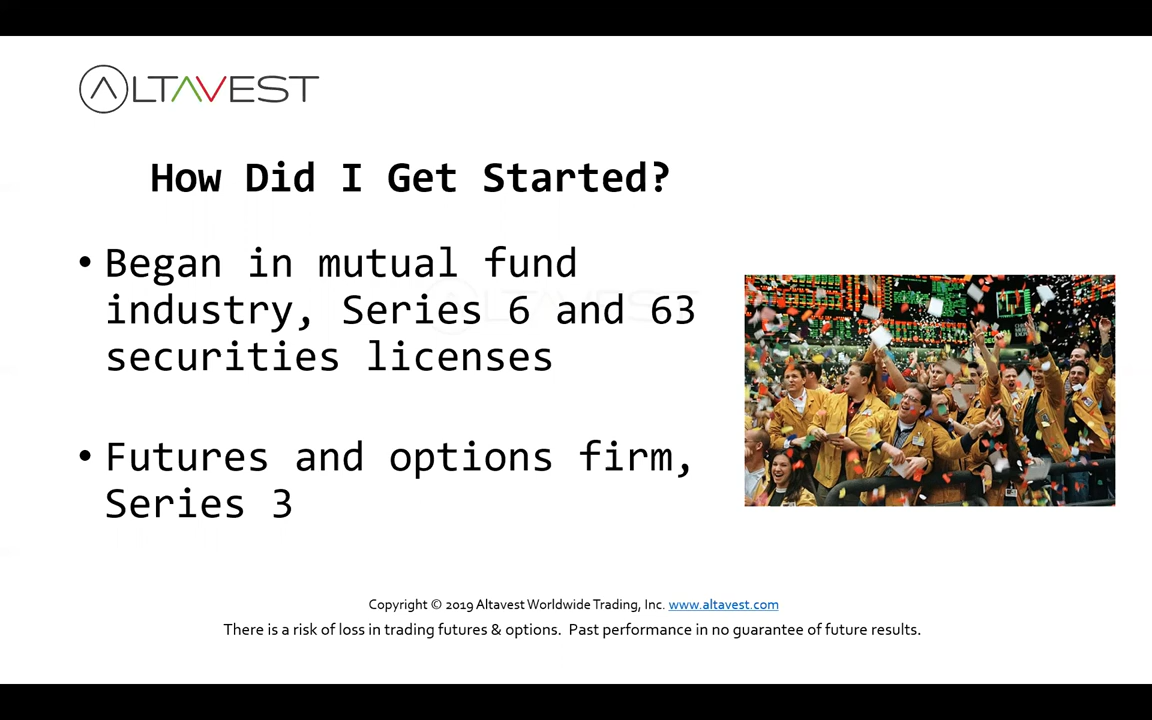 ALTAVEST
How Did I Get Started?
• Began in mutual fund
industry, Series 6 and 63
securities licenses
• Futures and options firm,
Series 3
Copyright © 2019 Altavest Worldwide Trading, Inc. www.altavest.com
There is a risk of loss in trading futures & options. Past performance in no guarantee of future results.